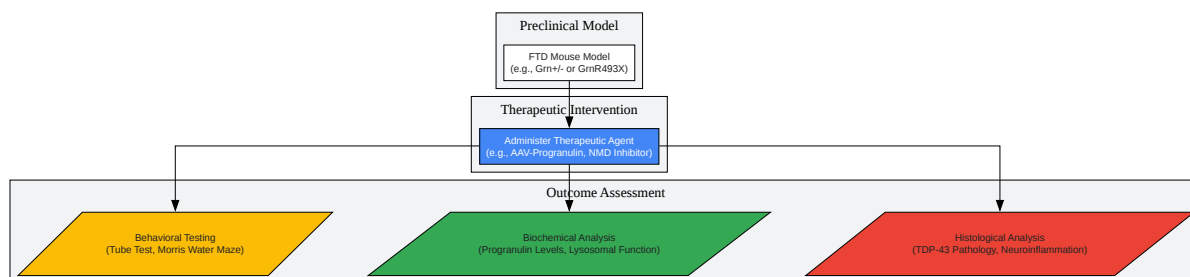 Preclinical Model
FTD Mouse Model
(e.g., Grn+/- or GrnR493X)
Therapeutic Intervention
Administer Therapeutic Agent
(e.g., AAV-Progranulin, NMD Inhibitor)
Outcome Assessment
Behavioral Testing
(Tube Test, Morris Water Maze)
Biochemical Analysis
(Progranulin Levels, Lysosomal Function)
Histological Analysis
(TDP-43 Pathology, Neuroinflammation)